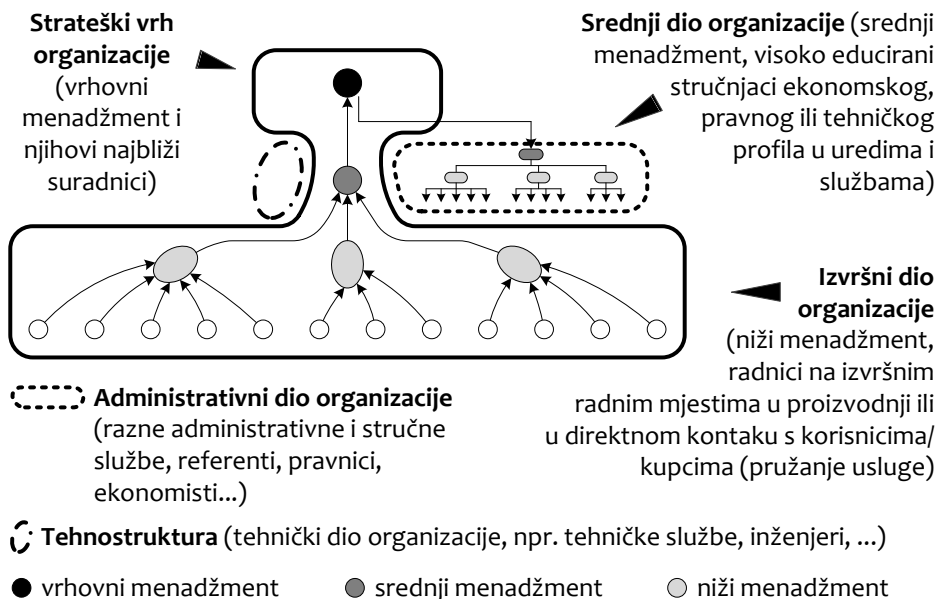 Strateški vrh
organizacije
(vrhovni
menadžment i
njihovi najbliži
suradnici)
Srednji dio organizacije (srednji
menadžment, visoko educirani
stručnjaci ekonomskog,
pravnog ili tehničkog
profila u uredima i
službama)
Izvršni dio
organizacije
(niži menadžment,
radnici na izvršnim
radnim mjestima u proizvodnji ili
u direktnom kontaku s korisnicima/
kupcima (pružanje usluge)
Administrativni dio organizacije
(razne administrativne i stručne
službe, referenti, pravnici,
ekonomisti...)
Tehnostruktura (tehnički dio organizacije, npr. tehničke službe, inženjeri, ...)
vrhovni menadžment
srednji menadžment
niži menadžment